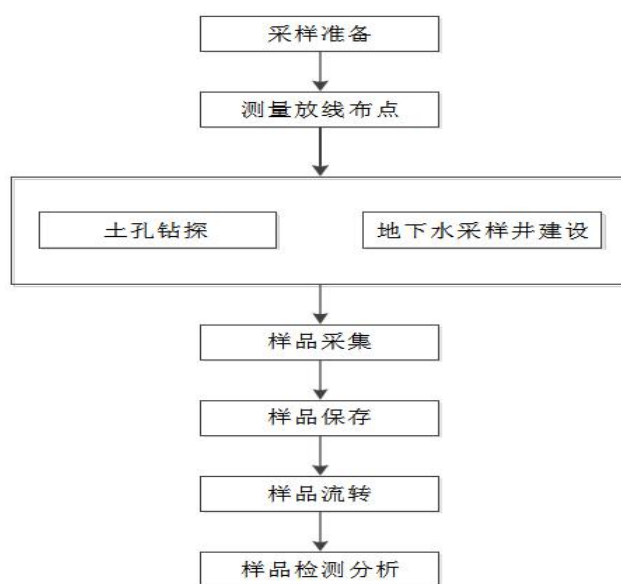 采样准备
测量放线布点
土孔钻探
地下水采样井建设
样品采集
样品保存
样品流转
样品检测分析